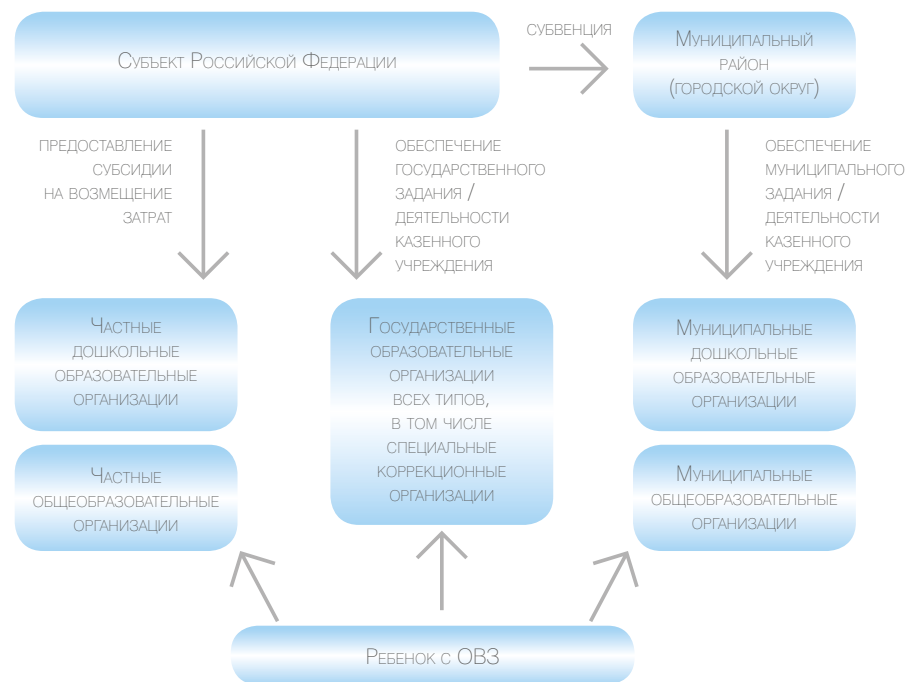 Субъект Российской Федерации
субвенция
Муниципальный
район
(городской округ)
предоставление
субсидии
на возмещение
затрат
обеспечение
государственного
задания /
деятельности
казенного
учреждения
обеспечение
муниципального
задания /
деятельности
казенного
учреждения
Частные
дошкольные
образовательные
организации
Государственные
образовательные
организации
всех типов,
в том числе
специальные
коррекционные
организации
Муниципальные
дошкольные
образовательные
организации
Частные
общеобразовательные
организации
Муниципальные
общеобразовательные
организации
Ребенок с ОВЗ